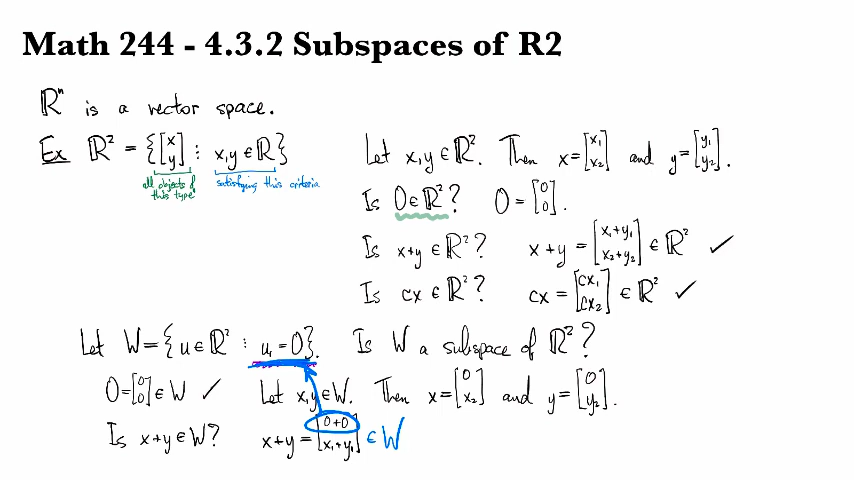 Math 244 - 4.3.2 Subspaces of R2
ℝⁿ is a vector space.
Ex ℝ² = {[x y] : x,y ∈ ℝ}
all objects of this type
satisfying this criteria
Let x,y ∈ ℝ². Then x = [x₁ x₂] and y = [y₁ y₂].
Is 0 ∈ ℝ²? 0 = [0 0].
Is x+y ∈ ℝ²? x+y = [x₁+y₁ x₂+y₂] ∈ ℝ² ✓
Is cx ∈ ℝ²? cx = [cx₁ cx₂] ∈ ℝ² ✓
Let W = {u ∈ ℝ² : u₁ = 0}. Is W a subspace of ℝ²?
0 = [0 0] ∈ W ✓ Let x,y ∈ W. Then x = [0 x₂] and y = [0 y₂].
Is x+y ∈ W? x+y = [0+0 x₁+y₁] ∈ W